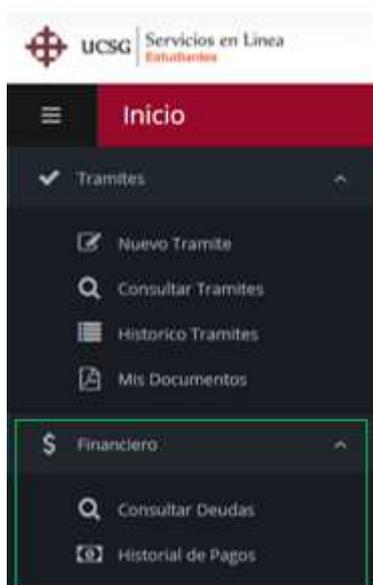 UCSG Servicios en Linea
Estudiantes
Inicio
Tramites
Nuevo Tramite
Consultar Tramites
Historico Tramites
Mis Documentos
$ Financiero
Consultar Deudas
Historial de Pagos